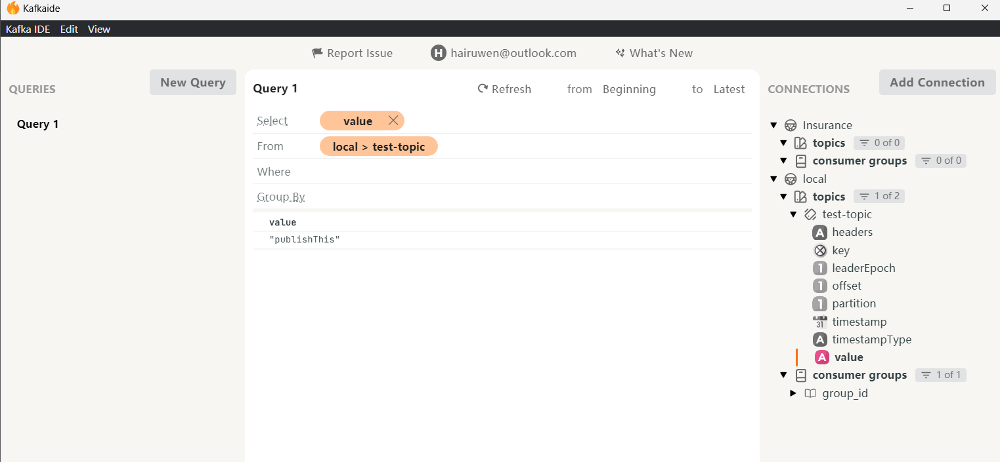 Kafkaide
Kafka IDE Edit View
Report Issue
H hairuwen@outlook.com
What's New
QUERIES
New Query
Query 1
Query 1
Refresh
from Beginning
to Latest
Select value
From local > test-topic
Where
Group By
value
"publishThis"
CONNECTIONS
Add Connection
Insurance
topics 0 of 0
consumer groups 0 of 0
local
topics 1 of 2
test-topic
A headers
key
1 leaderEpoch
1 offset
1 partition
31 timestamp
A timestampType
A value
consumer groups 1 of 1
group_id